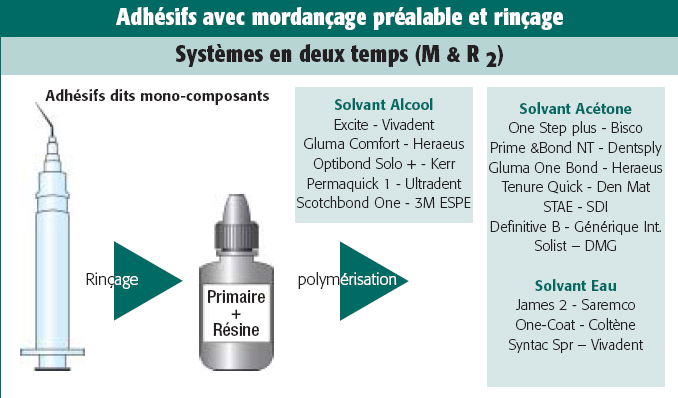 Adhésifs avec mordançage préalable et rinçage
Systèmes en deux temps (M & R 2)
Adhésifs dits mono-composants
Rinçage
Primaire
+
Résine
polymérisation
Solvant Alcool
Excite - Vivadent
Gluma Comfort - Heraeus
Optibond Solo + - Kerr
Permaquick 1 - Ultradent
Scotchbond One - 3M ESPE
Solvant Acétone
One Step plus - Bisco
Prime &Bond NT - Dentsply
Gluma One Bond - Heraeus
Tenure Quick - Den Mat
STAE - SDI
Definitive B - Générique Int.
Solist – DMG
Solvant Eau
James 2 - Saremco
One-Coat - Coltène
Syntac Spr – Vivadent